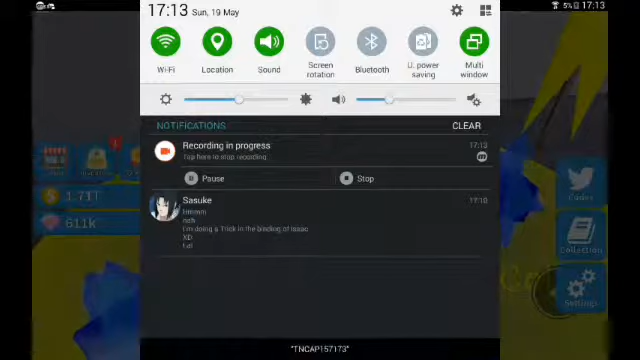 17:13 Sun, 19 May
5% 17:13
Wi-Fi
Location
Sound
Screen rotation
Bluetooth
U. power saving
Multi window
NOTIFICATIONS
CLEAR
Recording in progress
17:13
Tap here to stop recording
Pause
Stop
Sasuke
17:10
Hmmm
nah
I'm doing a Trick in the binding of isaac
XD
Lol
1.71T
611k
Codes
Collection
Settings
"TNCAP157173"